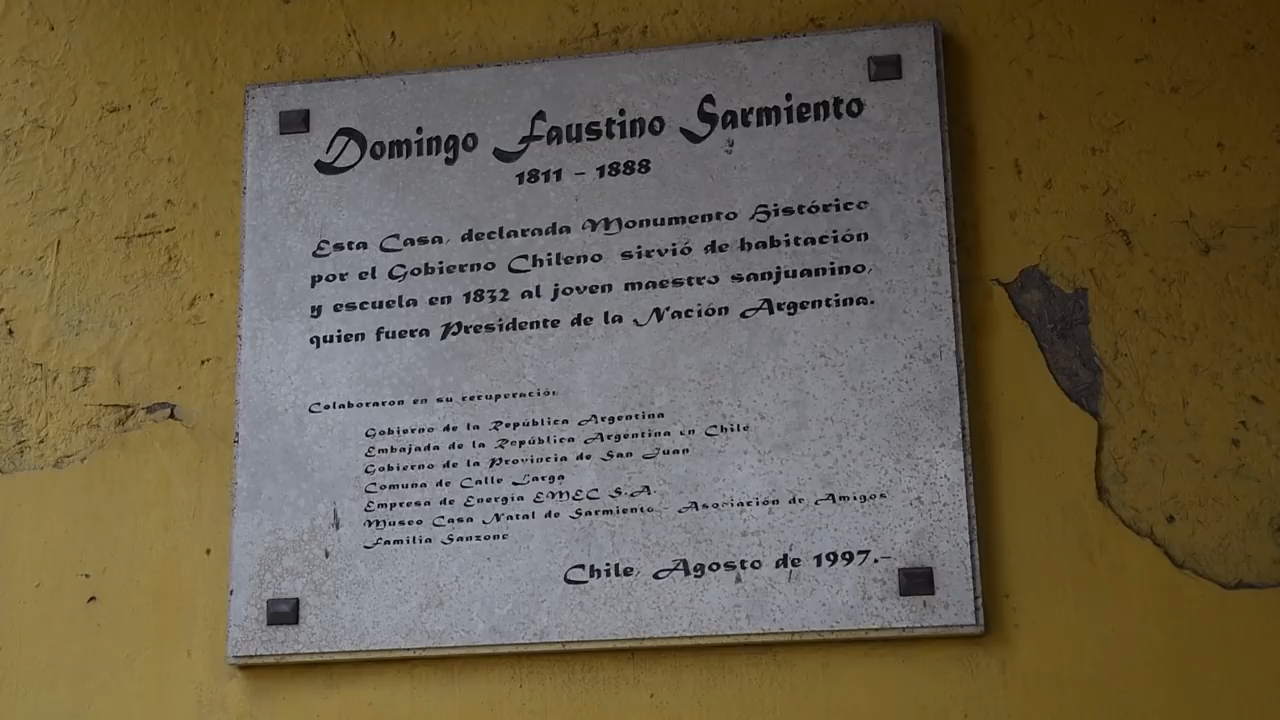 Domingo Faustino Sarmiento
1811 - 1888
Esta Casa, declarada Monumento Histórico
por el Gobierno Chileno, sirvió de habitación
y escuela en 1832 al joven maestro sanjuanino,
quien fuera Presidente de la Nación Argentina.
Colaboraron en su recuperación
Gobierno de la República Argentina
Embajada de la República Argentina en Chile
Gobierno de la Provincia de San Juan
Comuna de Calle Larga
Empresa de Energía EMEC S.A.
Museo Casa Natal de Sarmiento - Asociación de Amigos
Familia Sanzone
Chile, Agosto de 1997.-